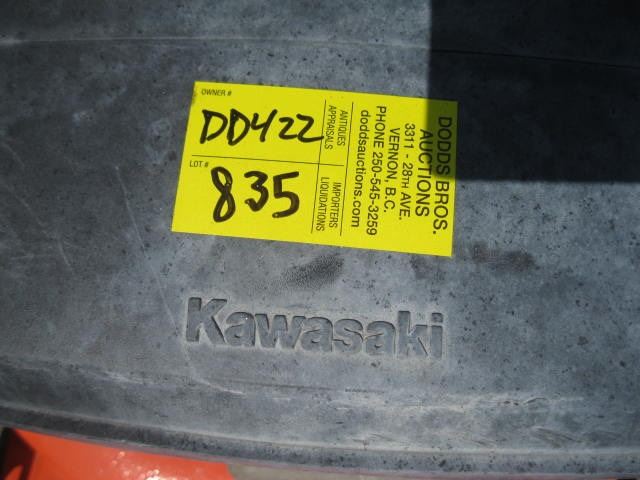 OWNER #
DD422
LOT #
835
ANTIQUES
APPRAISALS
IMPORTERS
LIQUIDATIONS
DODDS BROS.
AUCTIONS
3311 - 28TH AVE.
VERNON, B.C.
PHONE 250-545-3259
doddsauctions.com
Kawasaki